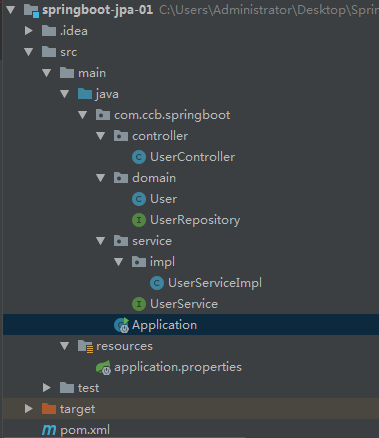 springboot-jpa-01 C:\Users\Administrator\Desktop\Sprin
.idea
src
main
java
com.ccb.springboot
controller
UserController
domain
User
UserRepository
service
impl
UserServiceImpl
UserService
Application
resources
application.properties
test
target
pom.xml